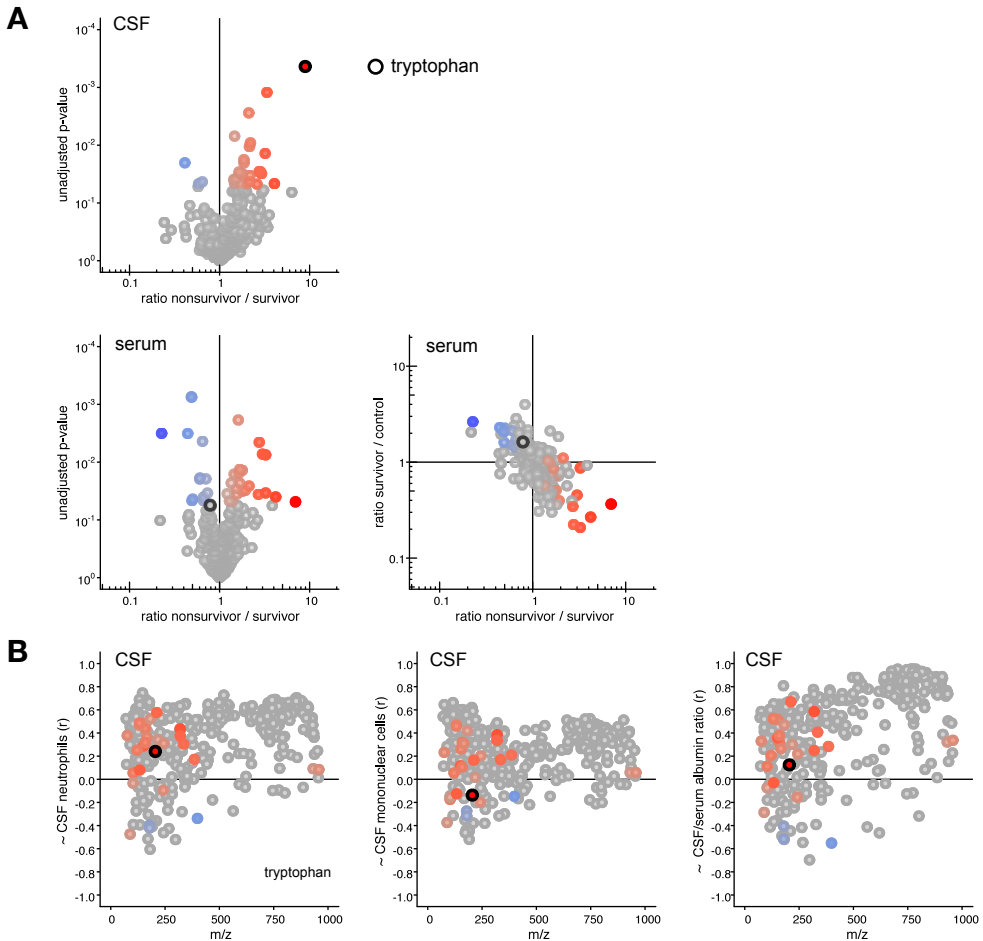 A
CSF
tryptophan
unadjusted p-value
10⁻⁴
10⁻³
10⁻²
10⁻¹
10⁰
0.1 1 10
ratio nonsurvivor / survivor
serum
unadjusted p-value
10⁻⁴
10⁻³
10⁻²
10⁻¹
10⁰
0.1 1 10
ratio nonsurvivor / survivor
serum
ratio survivor / control
10
1
0.1
0.1 1 10
ratio nonsurvivor / survivor
B
CSF
~ CSF neutrophils (r)
1.0
0.8
0.6
0.4
0.2
0.0
-0.2
-0.4
-0.6
-0.8
-1.0
tryptophan
0 250 500 750 1000
m/z
CSF
~ CSF mononuclear cells (r)
1.0
0.8
0.6
0.4
0.2
0.0
-0.2
-0.4
-0.6
-0.8
-1.0
0 250 500 750 1000
m/z
CSF
~ CSF/serum albumin ratio (r)
1.0
0.8
0.6
0.4
0.2
0.0
-0.2
-0.4
-0.6
-0.8
-1.0
0 250 500 750 1000
m/z